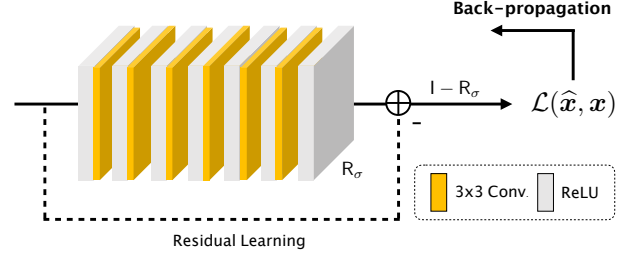 Back-propagation
I − R_σ
ℒ(x̂, x)
-
R_σ
3x3 Conv.
ReLU
Residual Learning